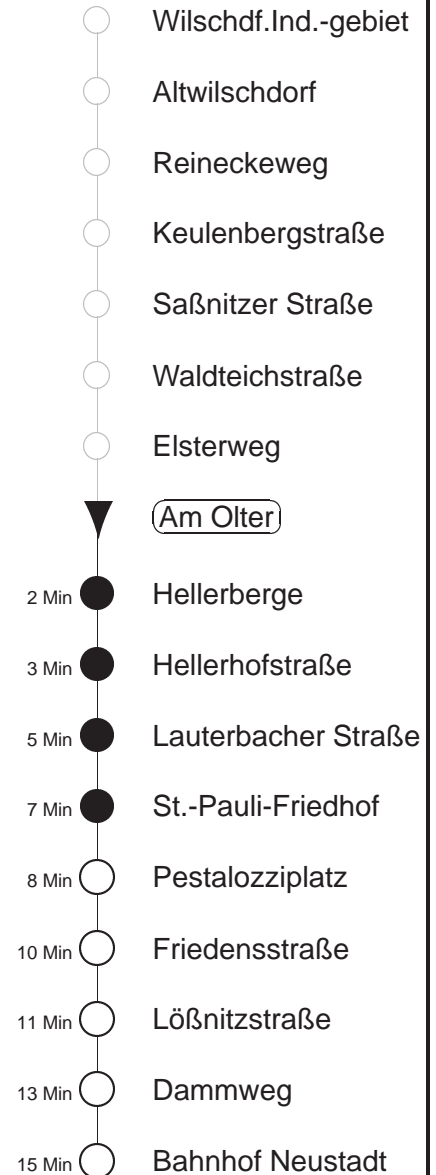 Wilschdf.Ind.-gebiet
Altwilschdorf
Reineckeweg
Keulenbergstraße
Saßnitzer Straße
Waldteichstraße
Elsterweg
Am Olter
2 Min Hellerberge
3 Min Hellerhofstraße
5 Min Lauterbacher Straße
7 Min St.-Pauli-Friedhof
8 Min Pestalozziplatz
10 Min Friedensstraße
11 Min Lößnitzstraße
13 Min Dammweg
15 Min Bahnhof Neustadt